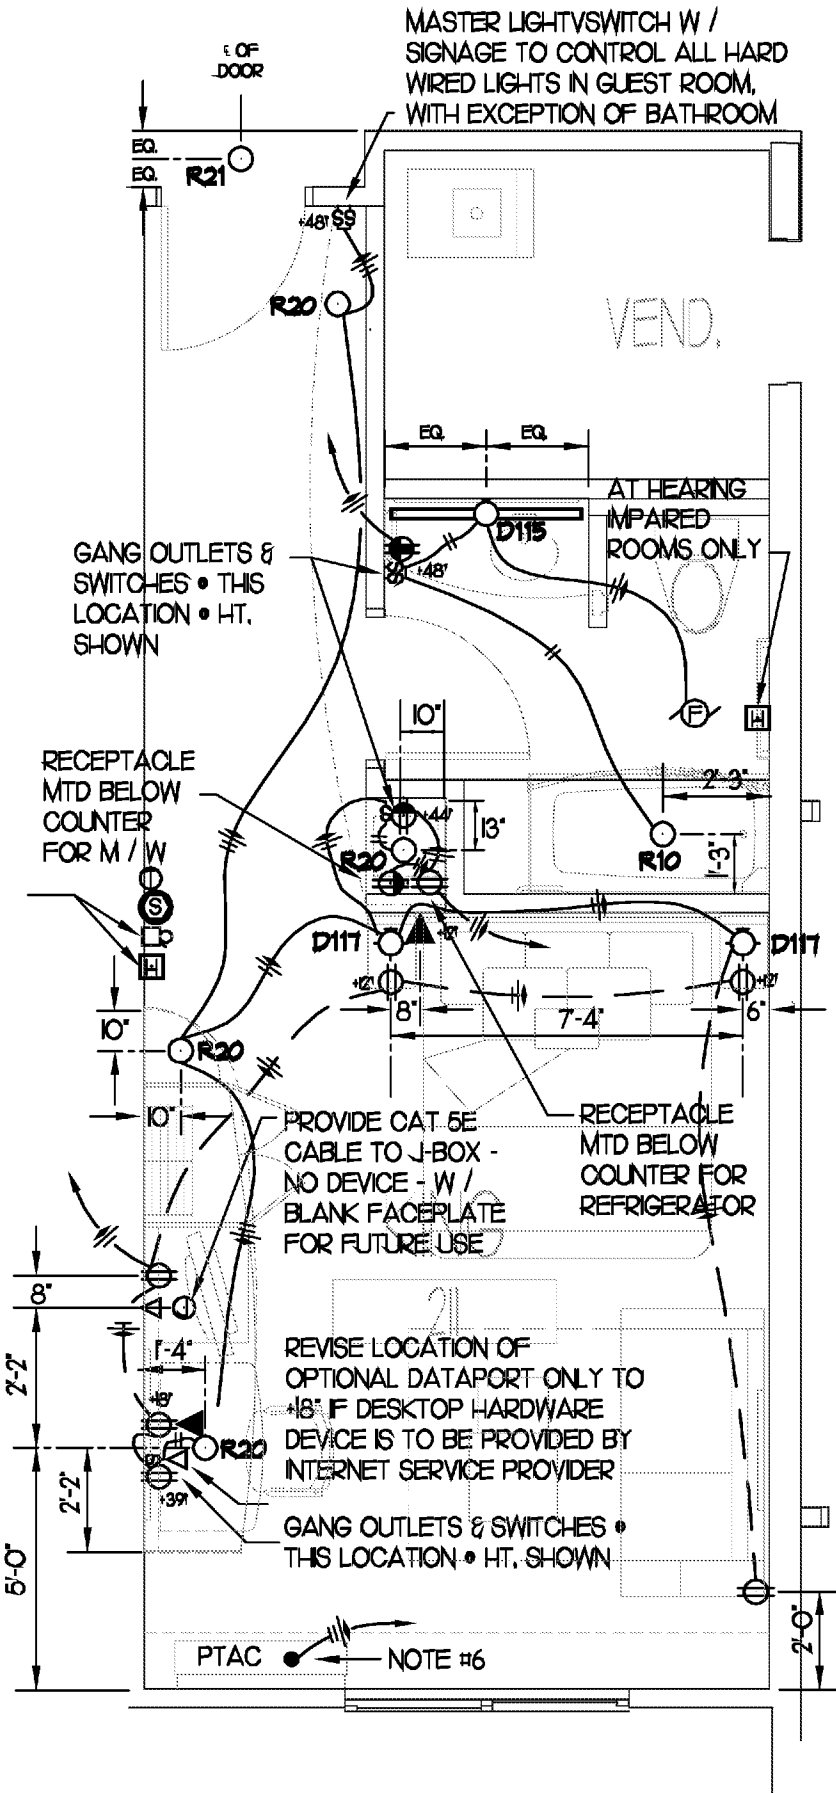 MASTER LIGHTVSWITCH W /
SIGNAGE TO CONTROL ALL HARD
WIRED LIGHTS IN GUEST ROOM,
WITH EXCEPTION OF BATHROOM
℄ OF
DOOR
EQ.
EQ.
R21
+48" SS
R20
VEND.
EQ.
EQ.
AT HEARING
IMPAIRED
ROOMS ONLY
D115
GANG OUTLETS &
SWITCHES @ THIS
LOCATION @ HT.
SHOWN
+48"
F
H
10"
2'-3"
RECEPTACLE
MTD BELOW
COUNTER
FOR M / W
+44"
13"
R20
R10
1'-3"
S
H
D117
+12"
D117
+12"
+12"
8"
7'-4"
6"
10"
R20
10"
PROVIDE CAT 5E
CABLE TO J-BOX -
NO DEVICE - W /
BLANK FACEPLATE
FOR FUTURE USE
RECEPTACLE
MTD BELOW
COUNTER FOR
REFRIGERATOR
8"
2'-2"
1'-4"
211
REVISE LOCATION OF
OPTIONAL DATAPORT ONLY TO
+18" IF DESKTOP HARDWARE
DEVICE IS TO BE PROVIDED BY
INTERNET SERVICE PROVIDER
+18"
R20
+39"
2'-2"
5'-0"
GANG OUTLETS & SWITCHES @
THIS LOCATION @ HT. SHOWN
2'-0"
PTAC
NOTE #6